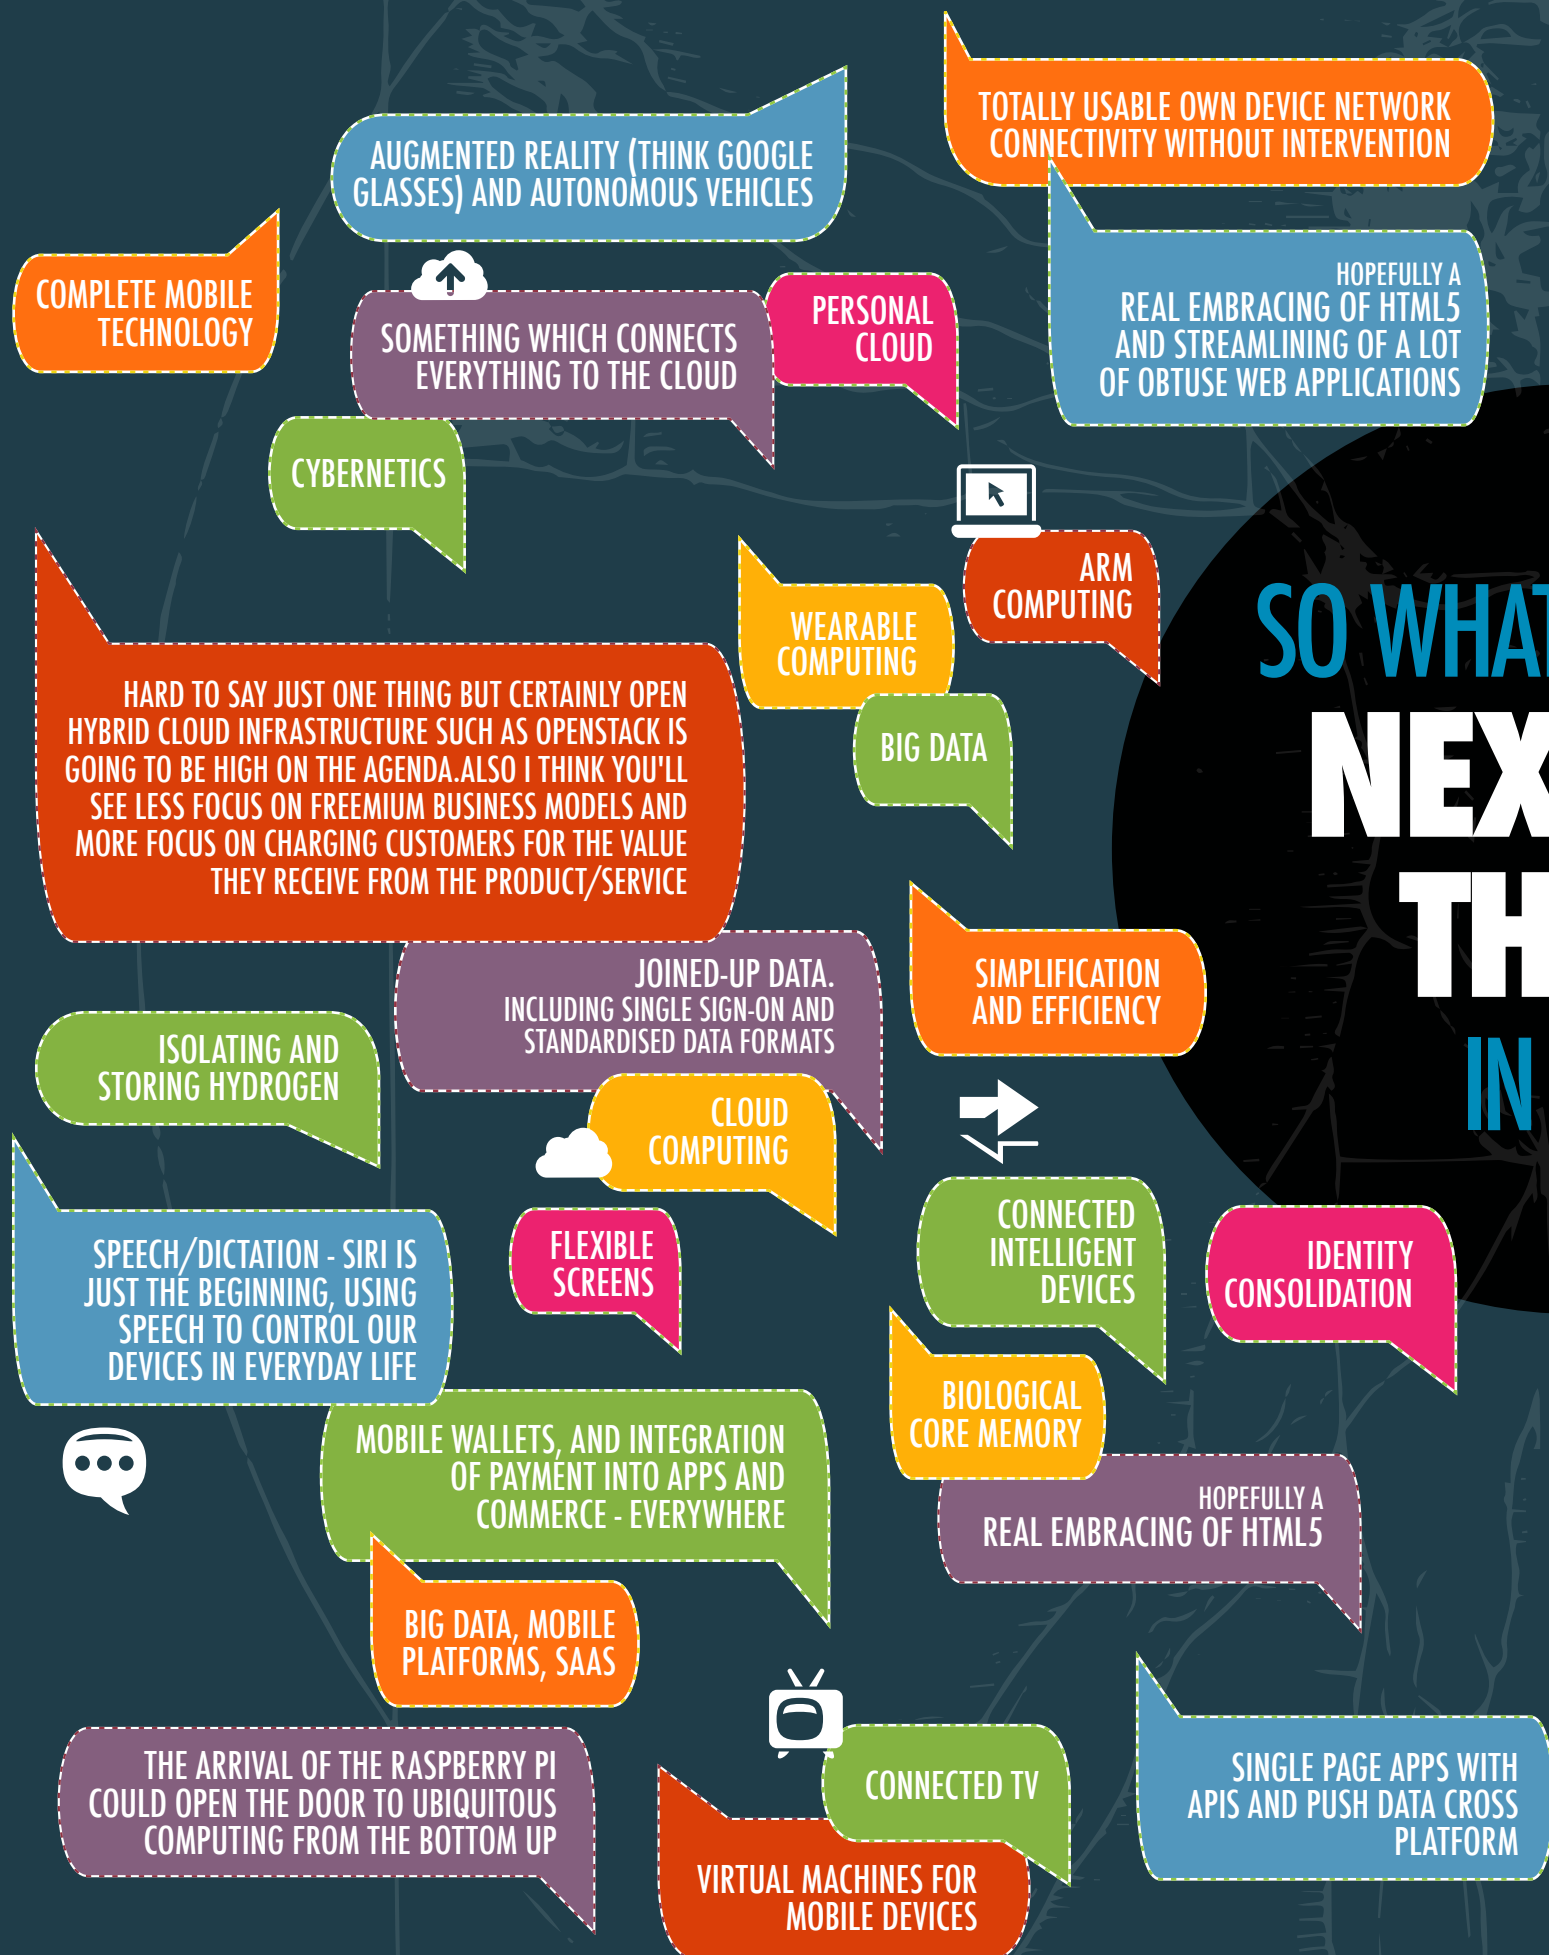 TOTALLY USABLE OWN DEVICE NETWORK
CONNECTIVITY WITHOUT INTERVENTION
AUGMENTED REALITY (THINK GOOGLE
GLASSES) AND AUTONOMOUS VEHICLES
COMPLETE MOBILE
TECHNOLOGY
SOMETHING WHICH CONNECTS
EVERYTHING TO THE CLOUD
PERSONAL
CLOUD
HOPEFULLY A
REAL EMBRACING OF HTML5
AND STREAMLINING OF A LOT
OF OBTUSE WEB APPLICATIONS
CYBERNETICS
ARM
COMPUTING
WEARABLE
COMPUTING
SO WHAT
NEX
TH
IN
HARD TO SAY JUST ONE THING BUT CERTAINLY OPEN
HYBRID CLOUD INFRASTRUCTURE SUCH AS OPENSTACK IS
GOING TO BE HIGH ON THE AGENDA.ALSO I THINK YOU'LL
SEE LESS FOCUS ON FREEMIUM BUSINESS MODELS AND
MORE FOCUS ON CHARGING CUSTOMERS FOR THE VALUE
THEY RECEIVE FROM THE PRODUCT/SERVICE
BIG DATA
JOINED-UP DATA.
INCLUDING SINGLE SIGN-ON AND
STANDARDISED DATA FORMATS
SIMPLIFICATION
AND EFFICIENCY
ISOLATING AND
STORING HYDROGEN
CLOUD
COMPUTING
SPEECH/DICTATION - SIRI IS
JUST THE BEGINNING, USING
SPEECH TO CONTROL OUR
DEVICES IN EVERYDAY LIFE
FLEXIBLE
SCREENS
CONNECTED
INTELLIGENT
DEVICES
IDENTITY
CONSOLIDATION
BIOLOGICAL
CORE MEMORY
MOBILE WALLETS, AND INTEGRATION
OF PAYMENT INTO APPS AND
COMMERCE - EVERYWHERE
HOPEFULLY A
REAL EMBRACING OF HTML5
BIG DATA, MOBILE
PLATFORMS, SAAS
THE ARRIVAL OF THE RASPBERRY PI
COULD OPEN THE DOOR TO UBIQUITOUS
COMPUTING FROM THE BOTTOM UP
CONNECTED TV
VIRTUAL MACHINES FOR
MOBILE DEVICES
SINGLE PAGE APPS WITH
APIS AND PUSH DATA CROSS
PLATFORM